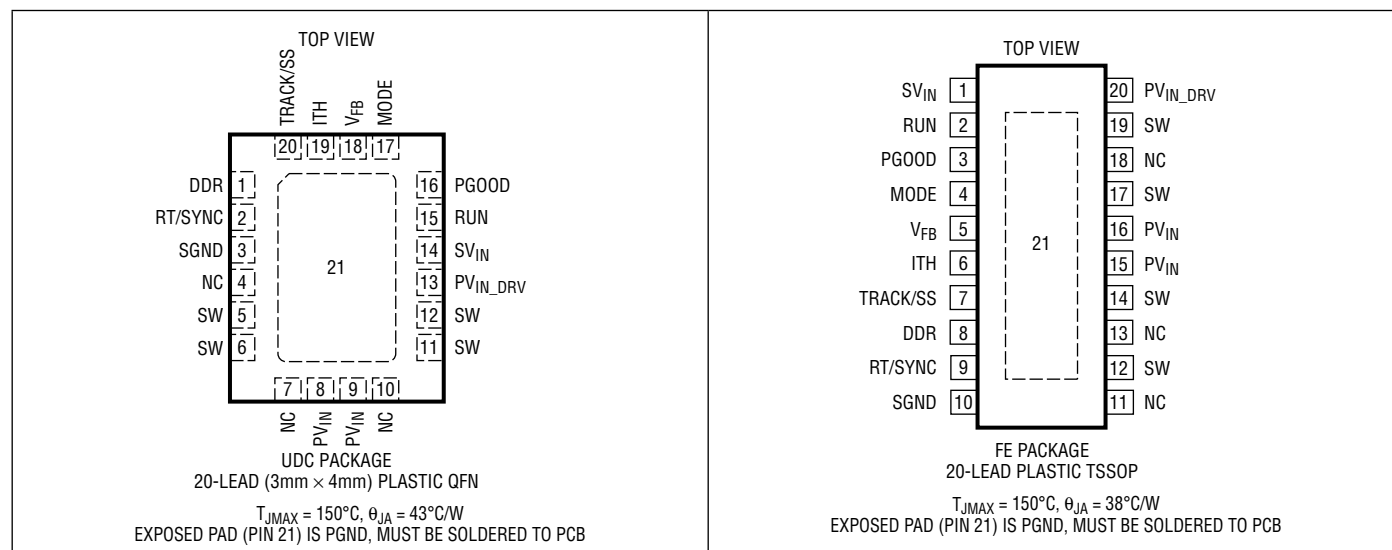 TOP VIEW
TRACK/SS
ITH
VFB
MODE
20 19 18 17
DDR 1
RT/SYNC 2
SGND 3
NC 4
SW 5
SW 6
21
16 PGOOD
15 RUN
14 SVIN
13 PVIN_DRV
12 SW
11 SW
7 8 9 10
NC
PVIN
PVIN
NC
UDC PACKAGE
20-LEAD (3mm × 4mm) PLASTIC QFN
TJMAX = 150°C, θJA = 43°C/W
EXPOSED PAD (PIN 21) IS PGND, MUST BE SOLDERED TO PCB
TOP VIEW
SVIN 1
RUN 2
PGOOD 3
MODE 4
VFB 5
ITH 6
TRACK/SS 7
DDR 8
RT/SYNC 9
SGND 10
21
20 PVIN_DRV
19 SW
18 NC
17 SW
16 PVIN
15 PVIN
14 SW
13 NC
12 SW
11 NC
FE PACKAGE
20-LEAD PLASTIC TSSOP
TJMAX = 150°C, θJA = 38°C/W
EXPOSED PAD (PIN 21) IS PGND, MUST BE SOLDERED TO PCB